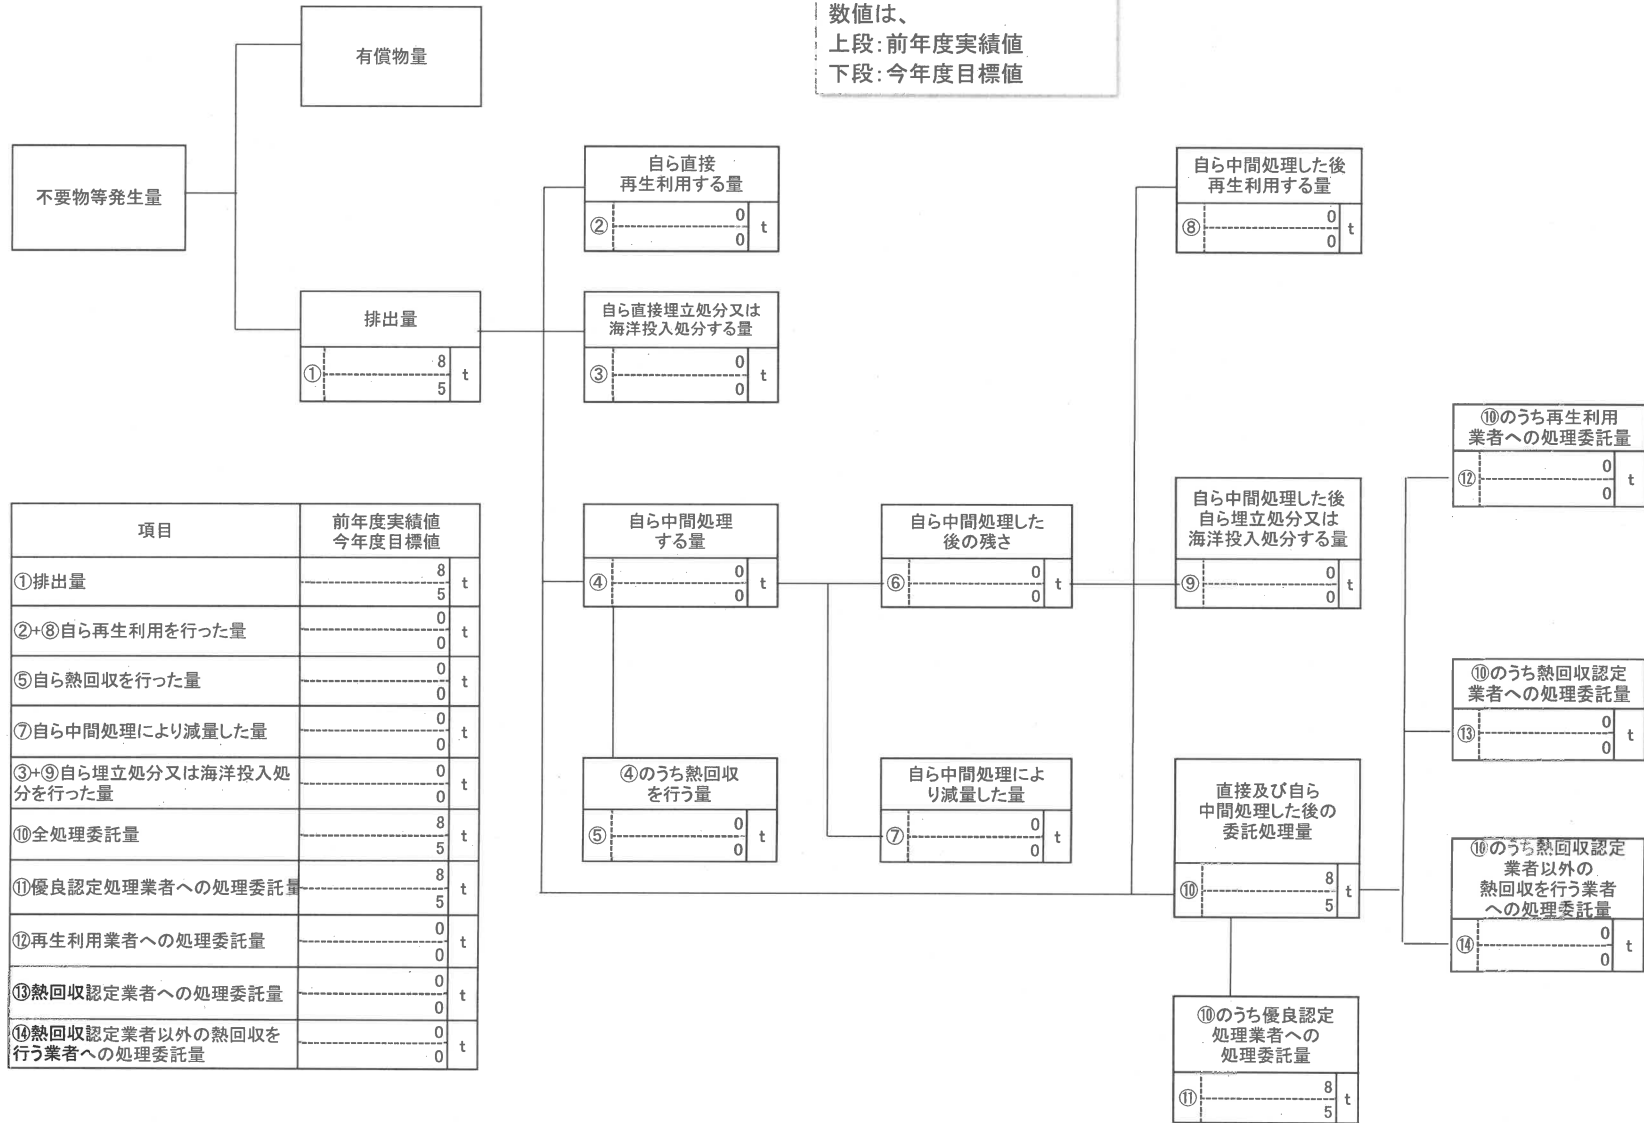 数値は、
上段:前年度実績値
下段:今年度目標値
有償物量
不要物等発生量
排出量
① 8 t
5
自ら直接
再生利用する量
② 0 t
0
自ら直接埋立処分又は
海洋投入処分する量
③ 0 t
0
自ら中間処理した後
再生利用する量
⑧ 0 t
0
⑩のうち再生利用
業者への処理委託量
⑫ 0 t
0
自ら中間処理
する量
④ 0 t
0
自ら中間処理した
後の残さ
⑥ 0 t
0
自ら中間処理した後
自ら埋立処分又は
海洋投入処分する量
⑨ 0 t
0
⑩のうち熱回収認定
業者への処理委託量
⑬ 0 t
0
④のうち熱回収
を行う量
⑤ 0 t
0
自ら中間処理によ
り減量した量
⑦ 0 t
0
直接及び自ら
中間処理した後の
委託処理量
⑩ 8 t
5
⑩のうち熱回収認定
業者以外の
熱回収を行う業者
への処理委託量
⑭ 0 t
0
⑩のうち優良認定
処理業者への
処理委託量
⑪ 8 t
5
項目 前年度実績値
今年度目標値
①排出量 8 t
5
②+⑧自ら再生利用を行った量 0 t
0
⑤自ら熱回収を行った量 0 t
0
⑦自ら中間処理により減量した量 0 t
0
③+⑨自ら埋立処分又は海洋投入処 0 t
分を行った量 0
⑩全処理委託量 8 t
5
⑪優良認定処理業者への処理委託量 8 t
5
⑫再生利用業者への処理委託量 0 t
0
⑬熱回収認定業者への処理委託量 0 t
0
⑭熱回収認定業者以外の熱回収を 0 t
行う業者への処理委託量 0